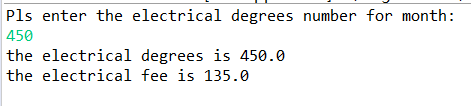 Pls enter the electrical degrees number for month:
450
the electrical degrees is 450.0
the electrical fee is 135.0